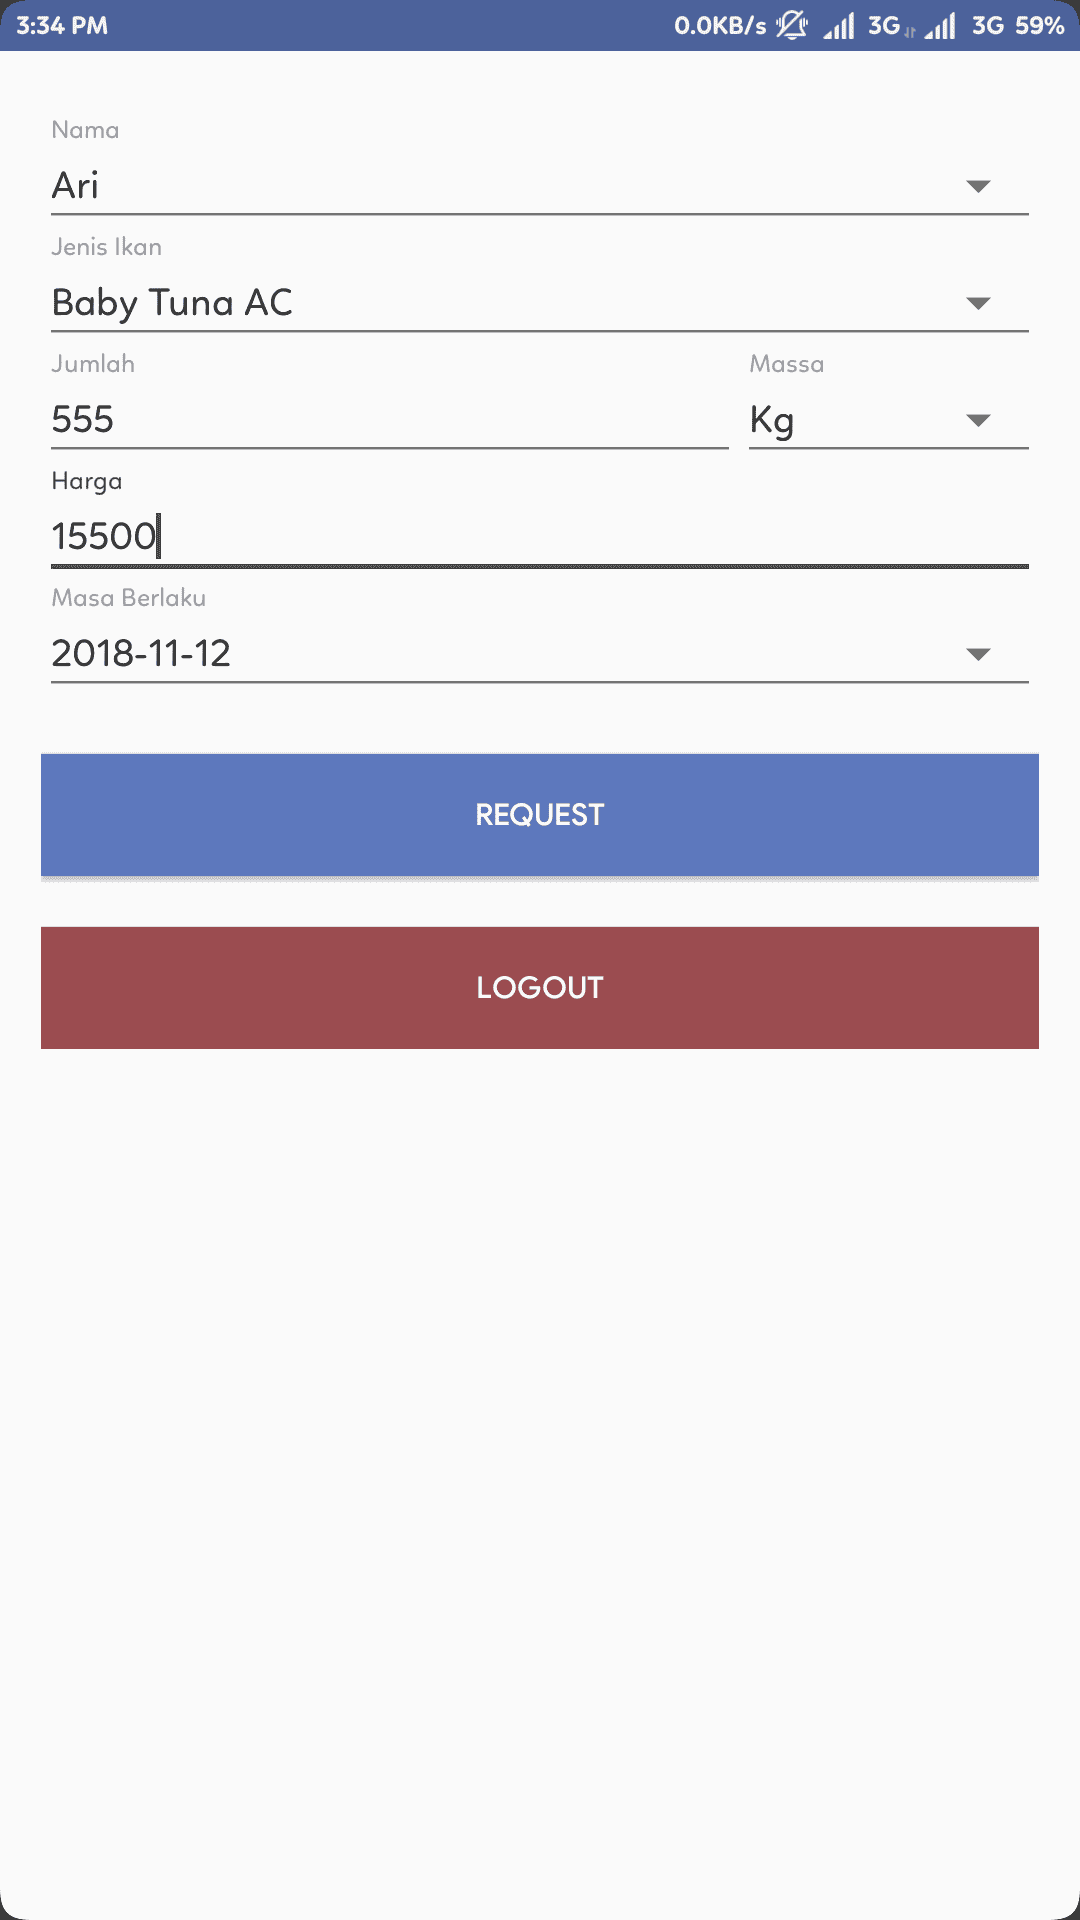 3:34 PM 0.0KB/s 3G 3G 59%
Nama
Ari
Jenis Ikan
Baby Tuna AC
Jumlah Massa
555 Kg
Harga
15500
Masa Berlaku
2018-11-12
REQUEST
LOGOUT